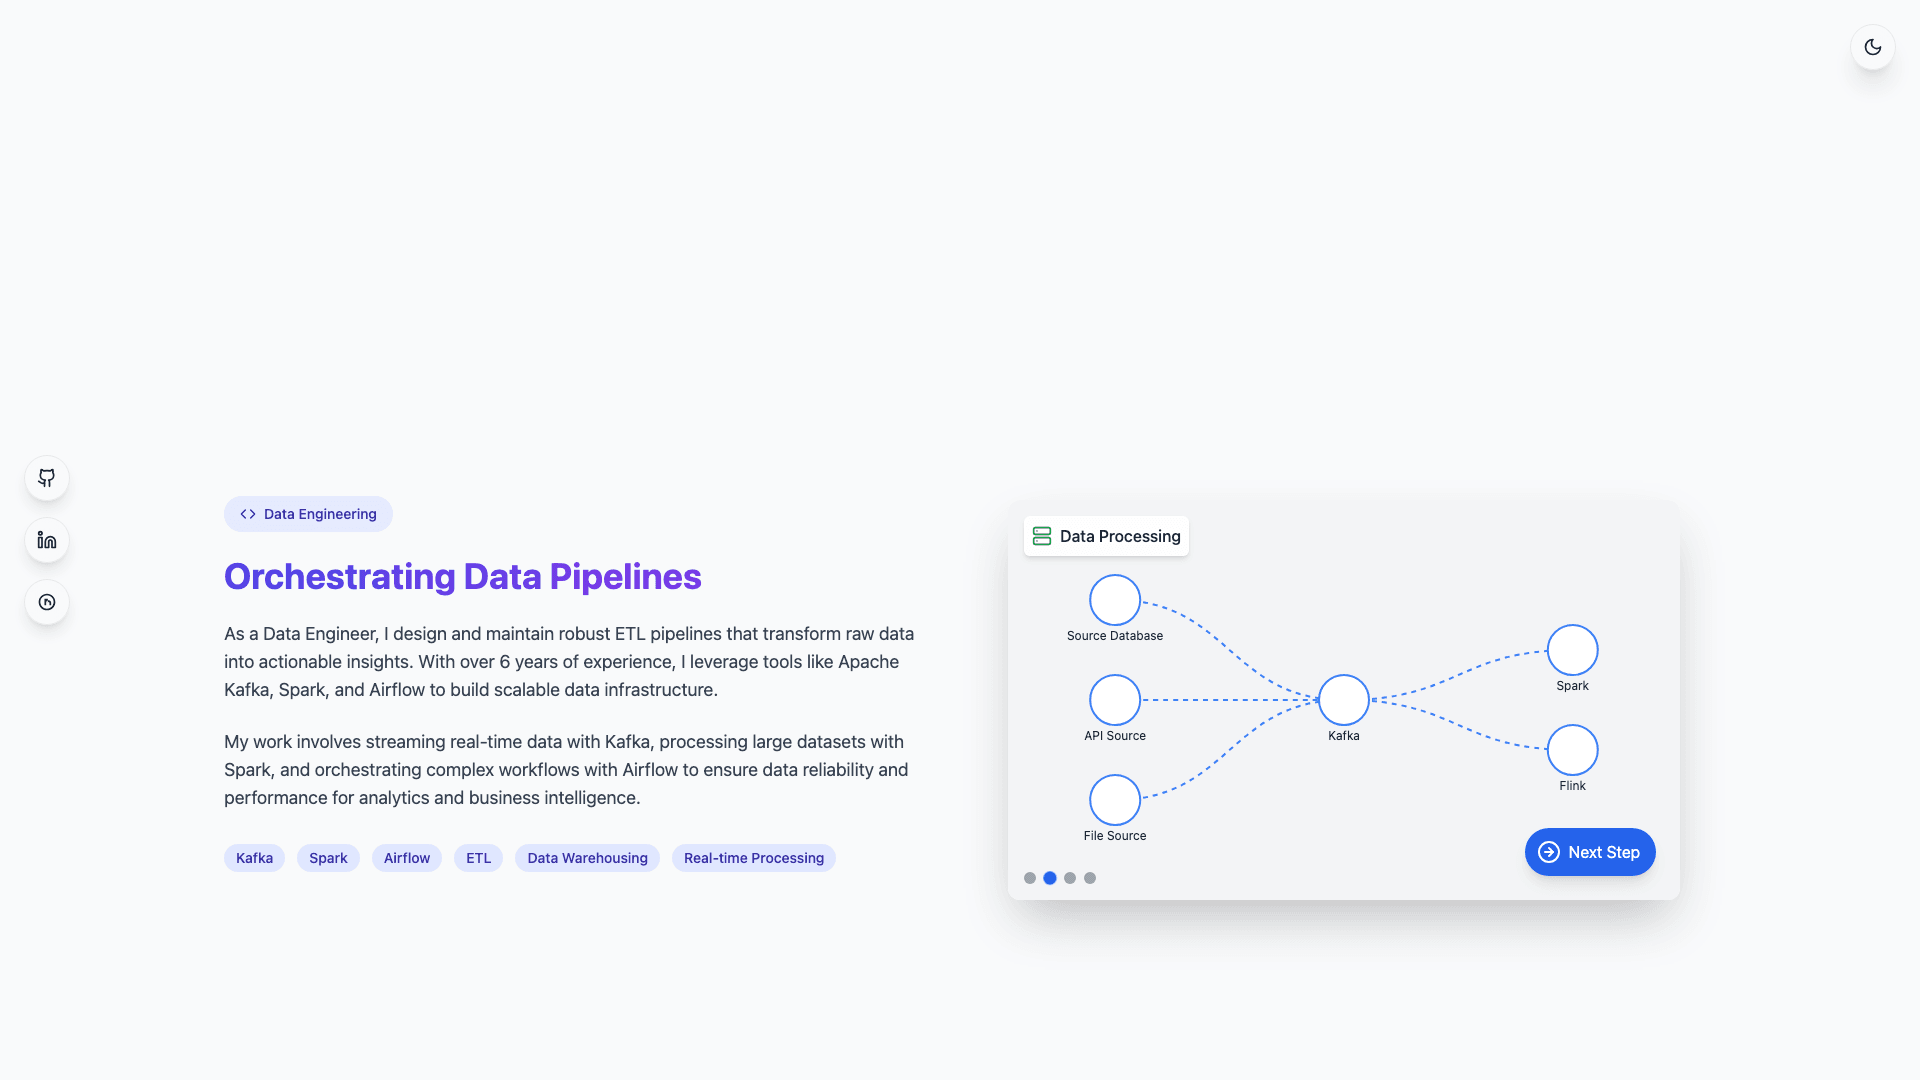 Data Engineering
Orchestrating Data Pipelines
As a Data Engineer, I design and maintain robust ETL pipelines that transform raw data
into actionable insights. With over 6 years of experience, I leverage tools like Apache
Kafka, Spark, and Airflow to build scalable data infrastructure.
My work involves streaming real-time data with Kafka, processing large datasets with
Spark, and orchestrating complex workflows with Airflow to ensure data reliability and
performance for analytics and business intelligence.
Kafka Spark Airflow ETL Data Warehousing Real-time Processing
Data Processing
Source Database
API Source
File Source
Kafka
Spark
Flink
Next Step